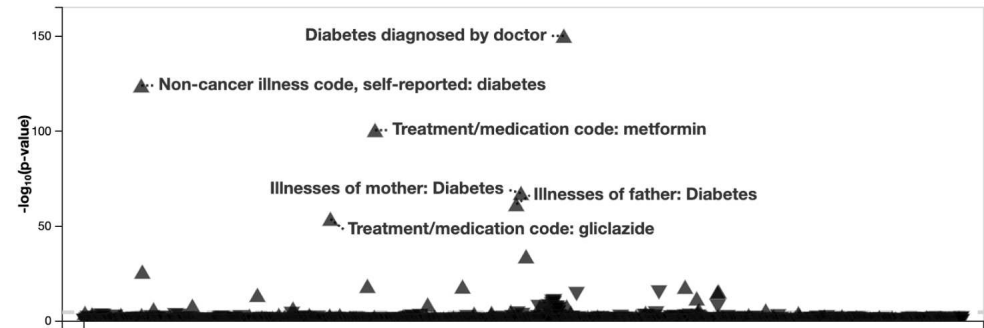 150
Diabetes diagnosed by doctor
Non-cancer illness code, self-reported: diabetes
100
Treatment/medication code: metformin
-log10(p-value)
Illnesses of mother: Diabetes
Illnesses of father: Diabetes
50
Treatment/medication code: gliclazide
0